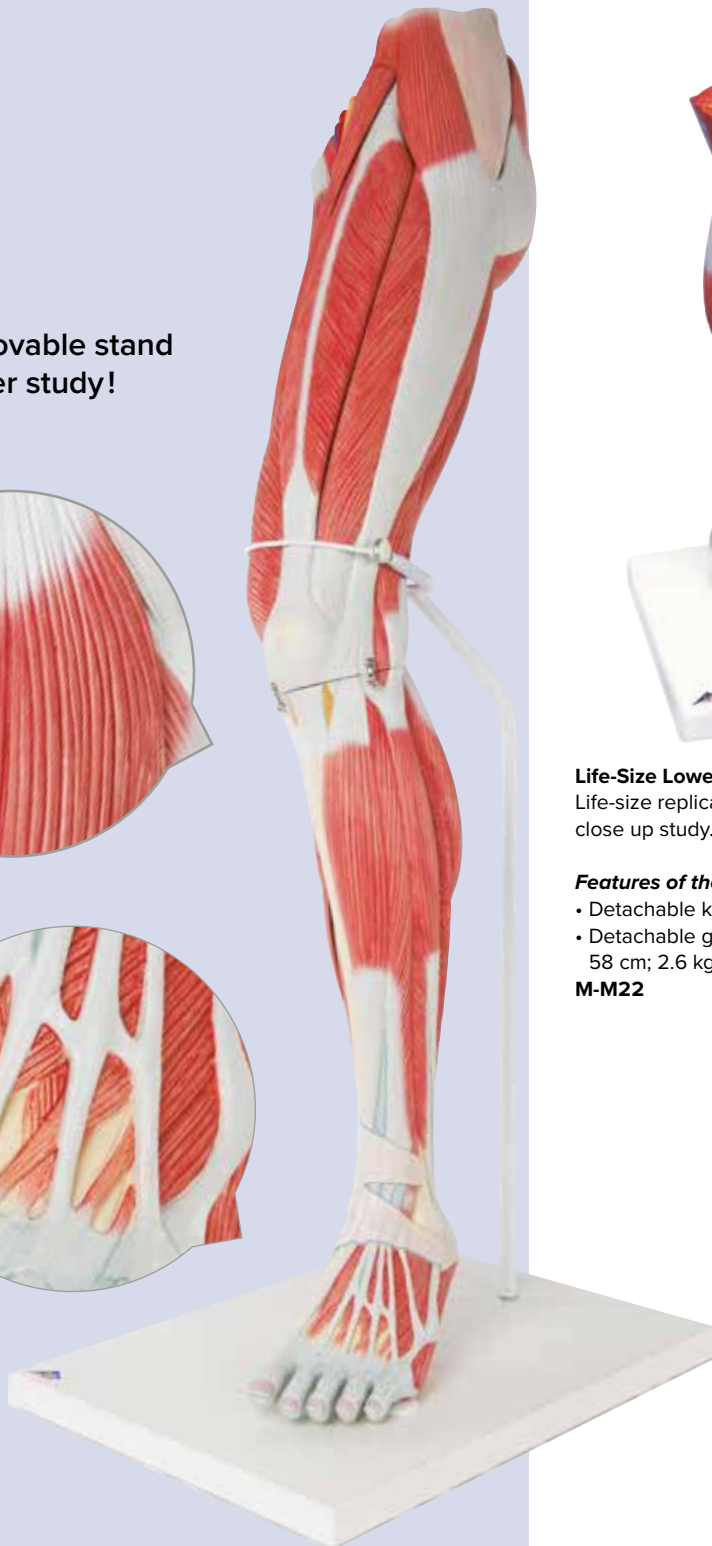 ovable stand
er study!
Life-Size Lowe
Life-size replica
close up study.
Features of the
• Detachable k
• Detachable g
58 cm; 2.6 kg
M-M22